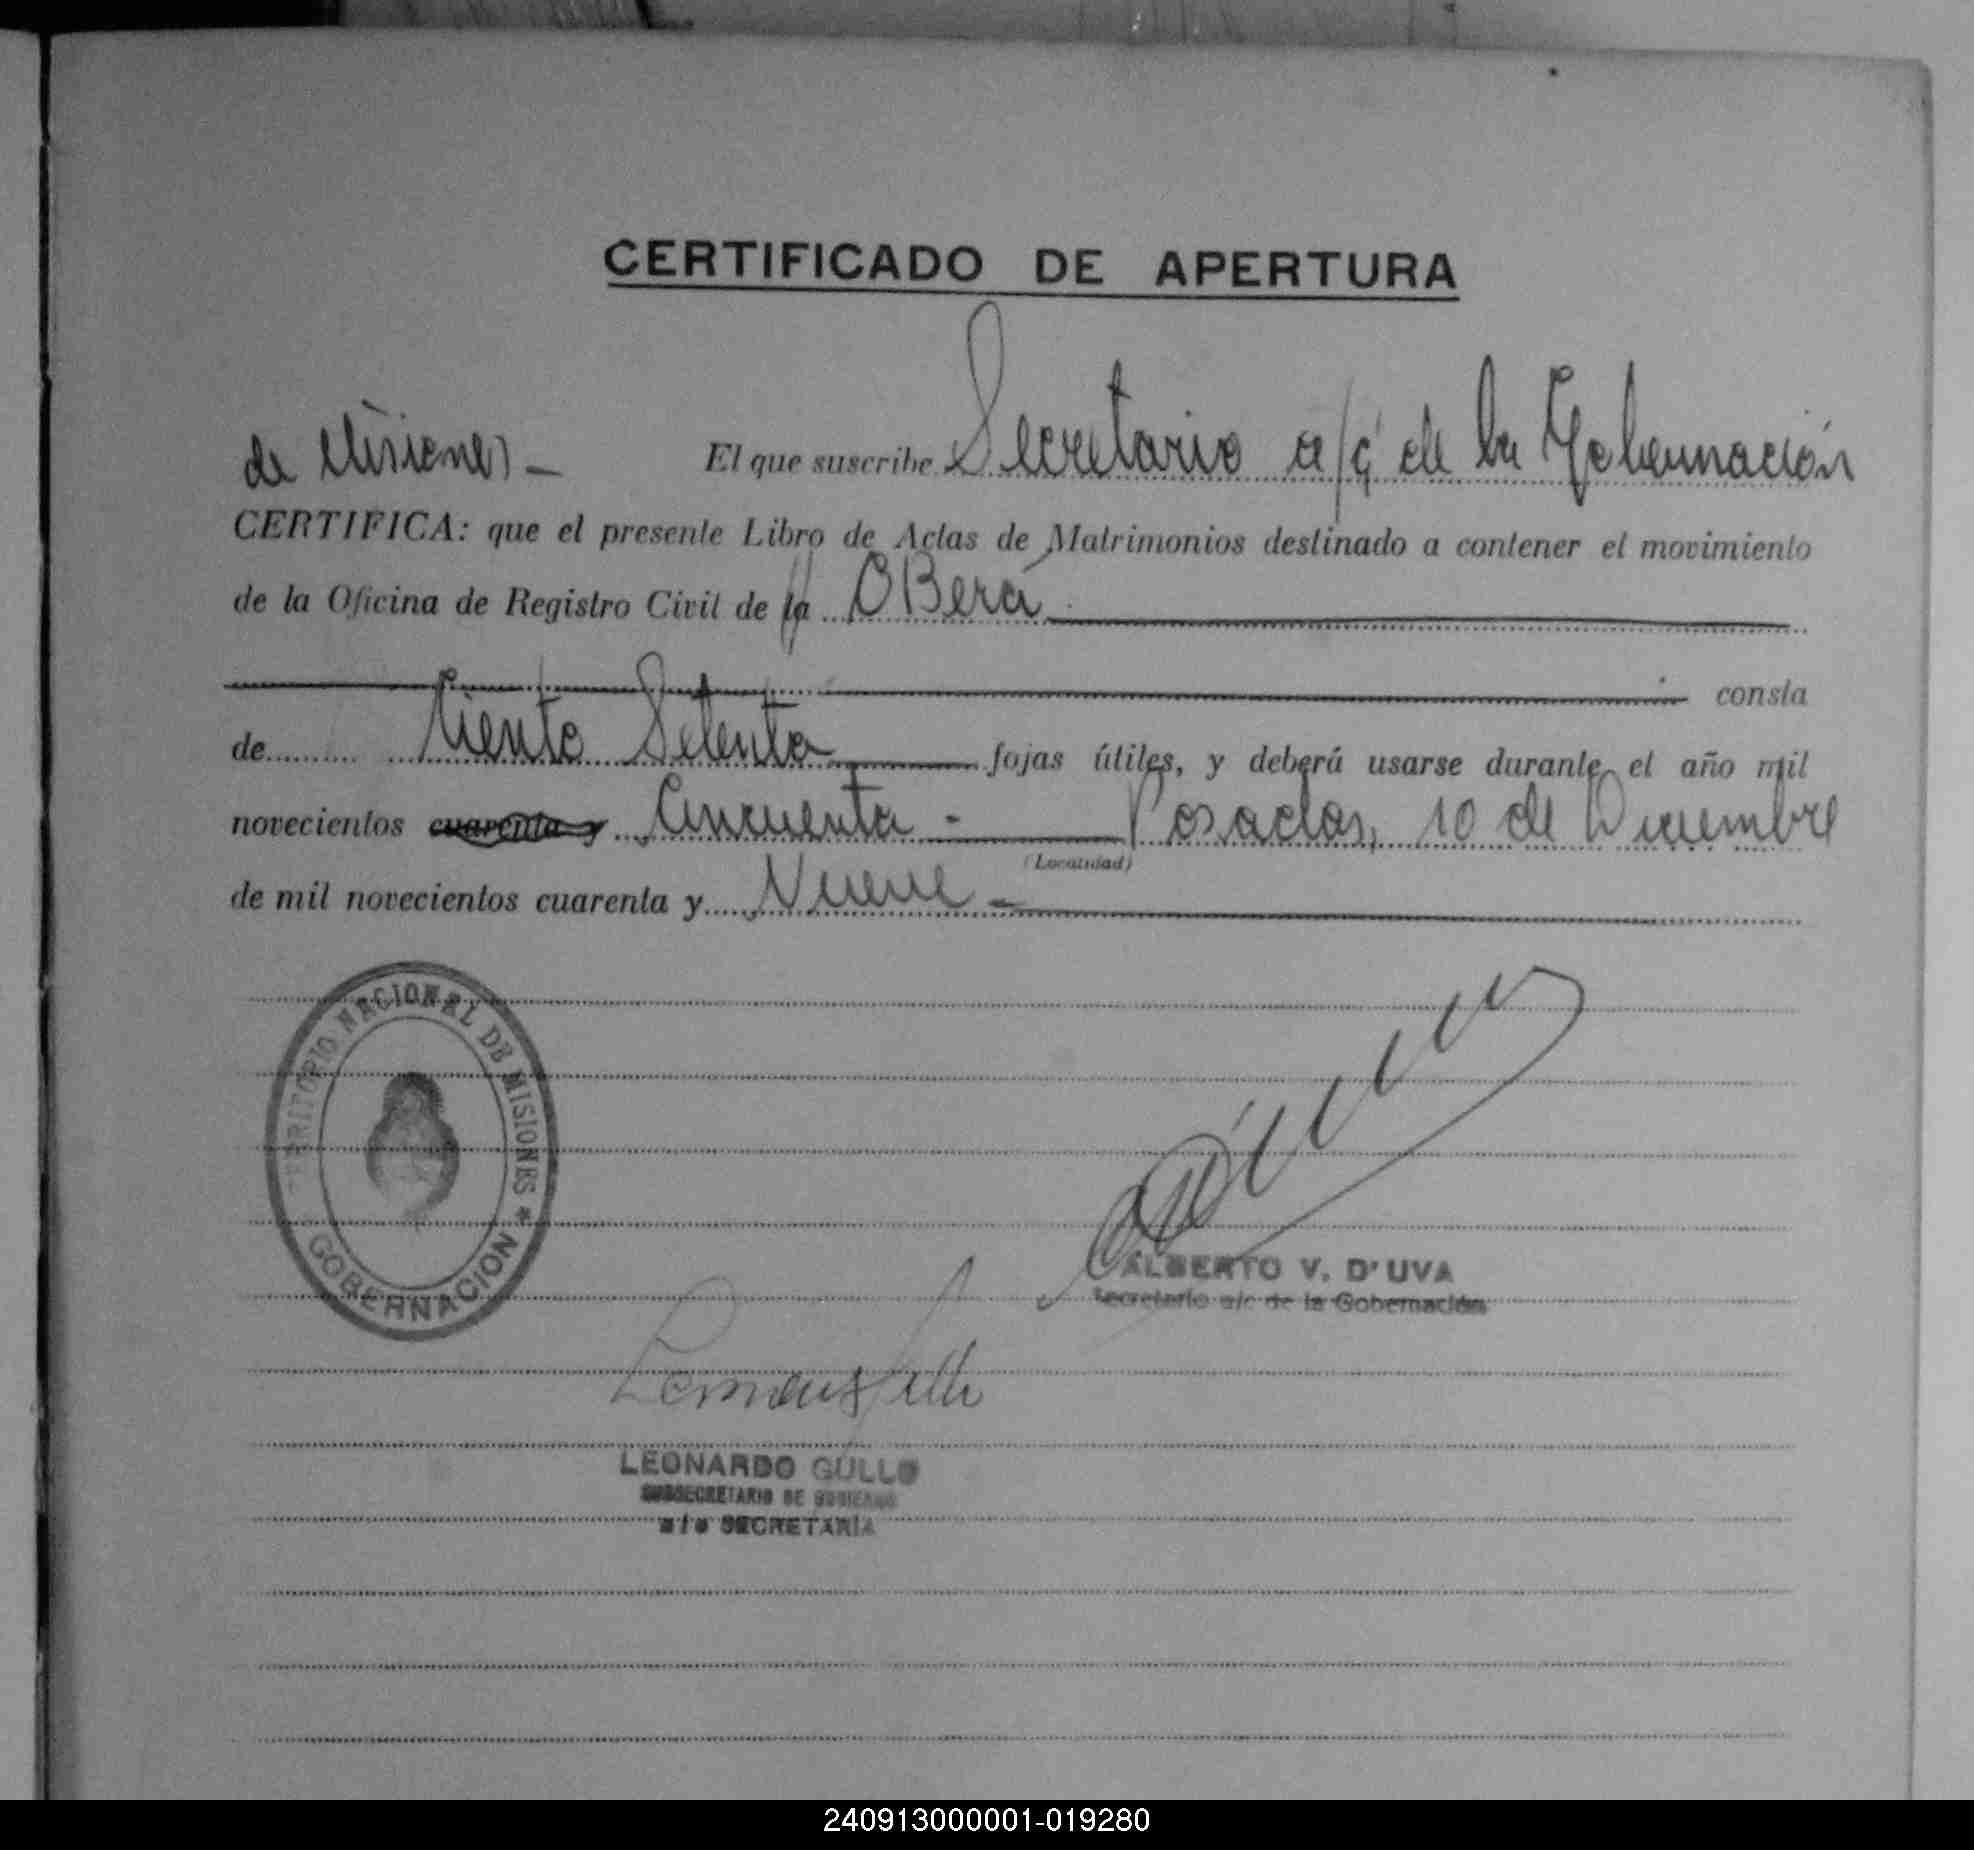 CERTIFICADO DE APERTURA
El que suscribe Secretario a/c de la Gobernación
de Misiones -
CERTIFICA: que el presente Libro de Actas de Matrimonios destinado a contener el movimiento
de la Oficina de Registro Civil de la OBerá
consta
de Ciento Setenta fojas útiles, y deberá usarse durante el año mil
novecientos cuarenta y Cincuenta - Posadas, 10 de Diciembre
(Localidad)
de mil novecientos cuarenta y Nueve -
TERRITORIO NACIONAL DE MISIONES ★
GOBERNACION
ALBERTO V. D'UVA
Secretario a/c de la Gobernación
LEONARDO GULLO
SUBSECRETARIO DE GOBIERNO
a/c SECRETARÍA
240913000001-019280